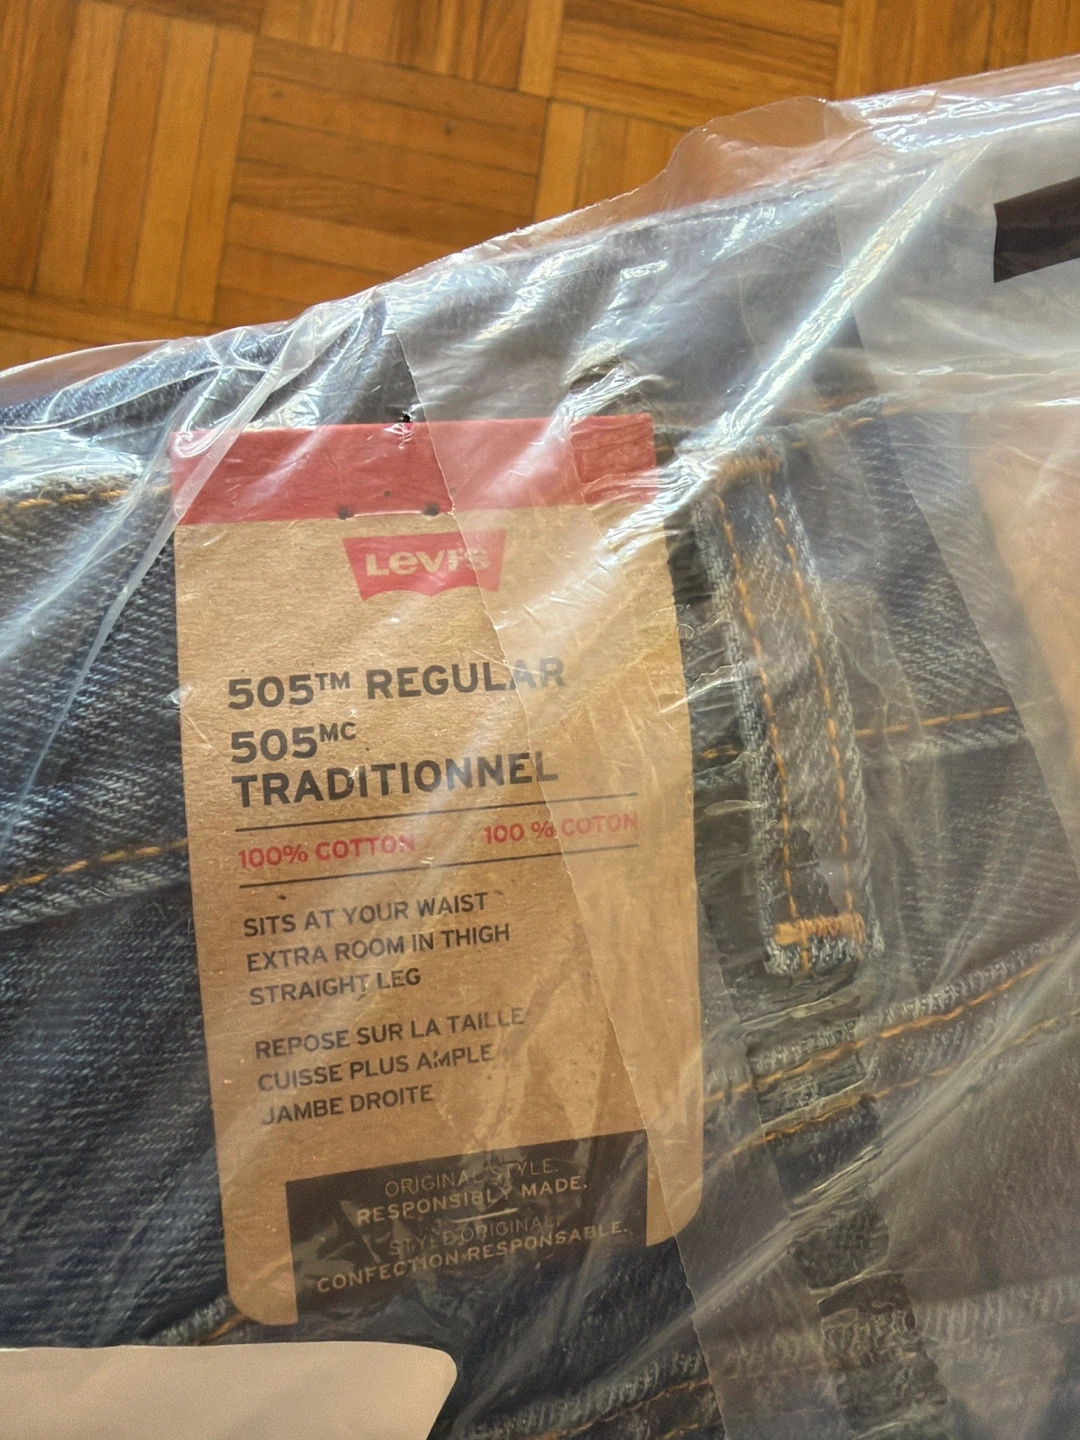 Levi's
505™ REGULAR
505MC
TRADITIONNEL
100% COTTON 100 % COTON
SITS AT YOUR WAIST
EXTRA ROOM IN THIGH
STRAIGHT LEG
REPOSE SUR LA TAILLE
CUISSE PLUS AMPLE
JAMBE DROITE
ORIGINAL STYLE.
RESPONSIBLY MADE.
STYLE ORIGINAL.
CONFECTION RESPONSABLE.